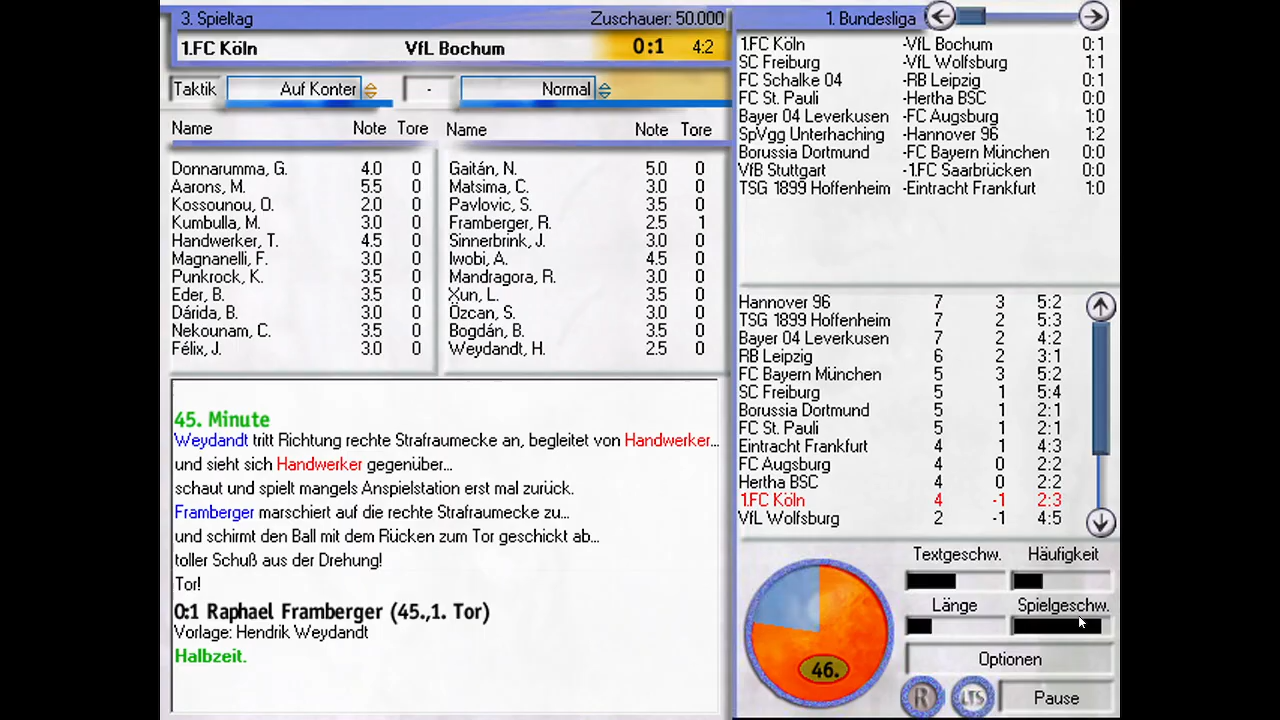 3. Spieltag Zuschauer: 50.000
1.FC Köln VfL Bochum 0:1 4:2
Taktik Auf Konter - Normal
Name Note Tore Name Note Tore
Donnarumma, G. 4.0 0 Gaitán, N. 5.0 0
Aarons, M. 5.5 0 Matsima, C. 3.0 0
Kossounou, O. 2.0 0 Pavlovic, S. 3.5 0
Kumbulla, M. 3.0 0 Framberger, R. 2.5 1
Handwerker, T. 4.5 0 Sinnerbrink, J. 3.0 0
Magnanelli, F. 3.0 0 Iwobi, A. 4.5 0
Punkrock, K. 3.5 0 Mandragora, R. 3.0 0
Eder, B. 3.5 0 Xun, L. 3.5 0
Dárida, B. 3.0 0 Özcan, S. 3.0 0
Nekounam, C. 3.5 0 Bogdán, B. 3.5 0
Félix, J. 3.0 0 Weydandt, H. 2.5 0
45. Minute
Weydandt tritt Richtung rechte Strafraumecke an, begleitet von Handwerker...
und sieht sich Handwerker gegenüber...
schaut und spielt mangels Anspielstation erst mal zurück.
Framberger marschiert auf die rechte Strafraumecke zu...
und schirmt den Ball mit dem Rücken zum Tor geschickt ab...
toller Schuß aus der Drehung!
Tor!
0:1 Raphael Framberger (45.,1. Tor)
Vorlage: Hendrik Weydandt
Halbzeit.
1. Bundesliga
1.FC Köln -VfL Bochum 0:1
SC Freiburg -VfL Wolfsburg 1:1
FC Schalke 04 -RB Leipzig 0:1
FC St. Pauli -Hertha BSC 0:0
Bayer 04 Leverkusen -FC Augsburg 1:0
SpVgg Unterhaching -Hannover 96 1:2
Borussia Dortmund -FC Bayern München 0:0
VfB Stuttgart -1.FC Saarbrücken 0:0
TSG 1899 Hoffenheim -Eintracht Frankfurt 1:0
Hannover 96 7 3 5:2
TSG 1899 Hoffenheim 7 2 5:3
Bayer 04 Leverkusen 7 2 4:2
RB Leipzig 6 2 3:1
FC Bayern München 5 3 5:2
SC Freiburg 5 1 5:4
Borussia Dortmund 5 1 2:1
FC St. Pauli 5 1 2:1
Eintracht Frankfurt 4 1 4:3
FC Augsburg 4 0 2:2
Hertha BSC 4 0 2:2
1.FC Köln 4 -1 2:3
VfL Wolfsburg 2 -1 4:5
Textgeschw. Häufigkeit
Länge Spielgeschw.
46.
Optionen
R LTS Pause